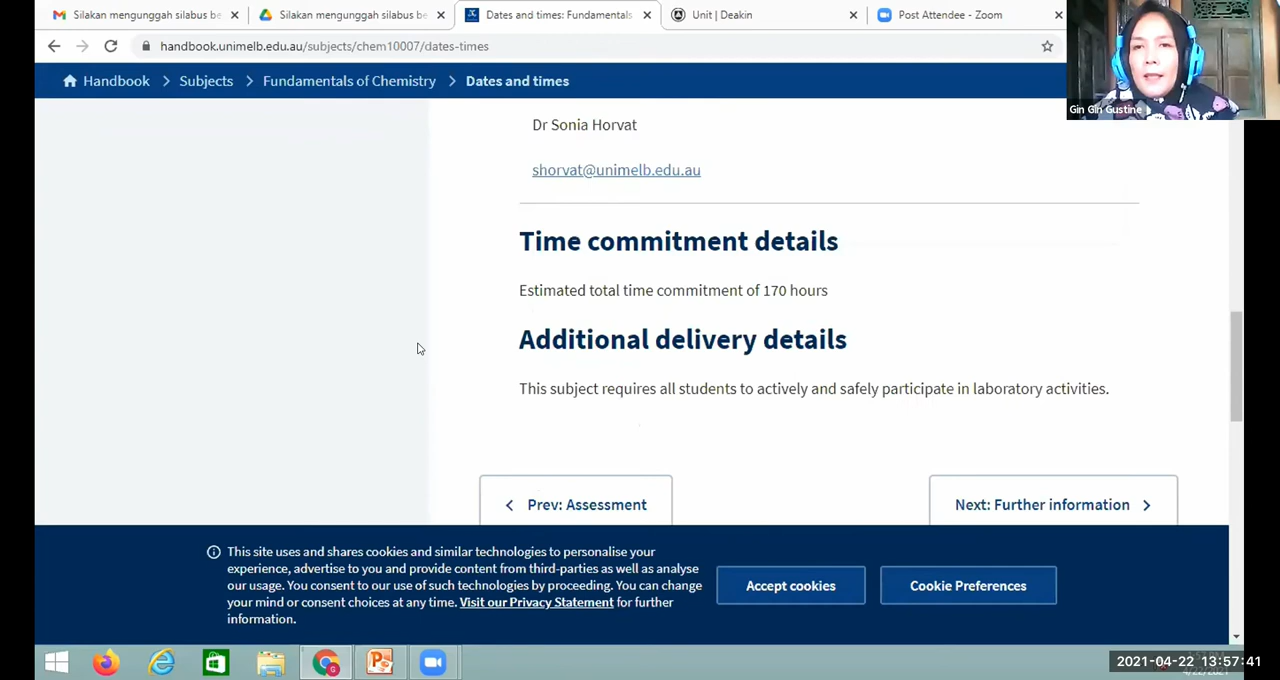 Silakan mengunggah silabus be
Silakan mengunggah silabus be
Dates and times: Fundamentals
Unit | Deakin
Post Attendee - Zoom
handbook.unimelb.edu.au/subjects/chem10007/dates-times
Handbook > Subjects > Fundamentals of Chemistry > Dates and times
Gin Gin Gustine
Dr Sonia Horvat
shorvat@unimelb.edu.au
Time commitment details
Estimated total time commitment of 170 hours
Additional delivery details
This subject requires all students to actively and safely participate in laboratory activities.
Prev: Assessment
Next: Further information
This site uses and shares cookies and similar technologies to personalise your
experience, advertise to you and provide content from third-parties as well as analyse
our usage. You consent to our use of such technologies by proceeding. You can change
your mind or consent choices at any time. Visit our Privacy Statement for further
information.
Accept cookies
Cookie Preferences
2021-04-22 13:57:41